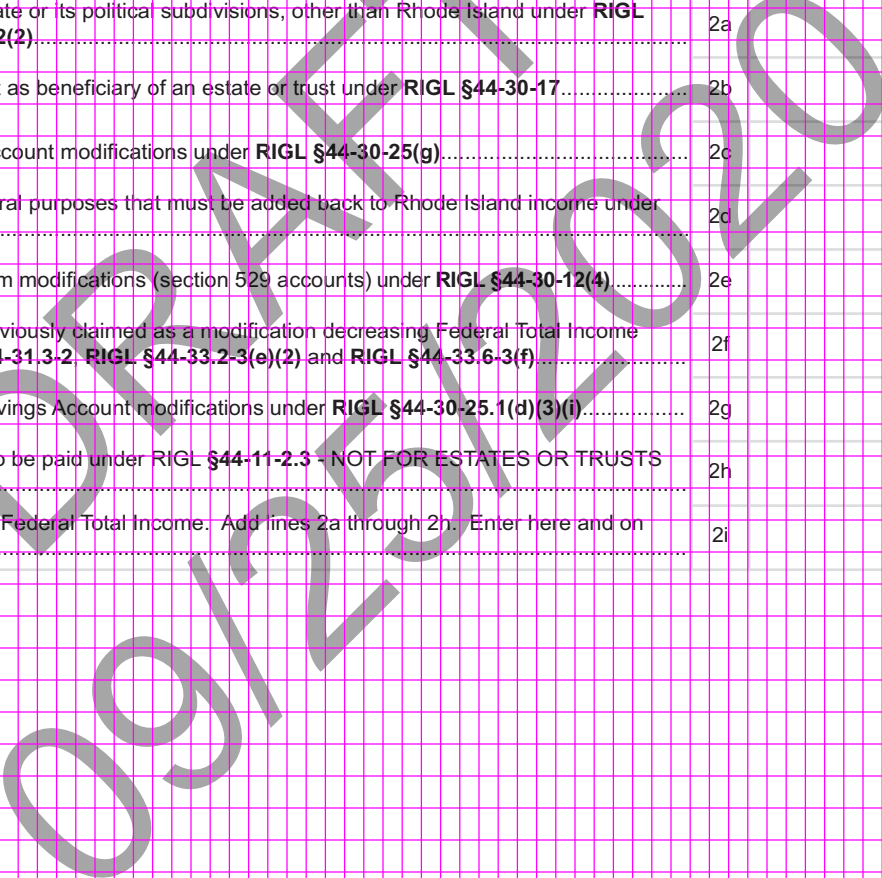 ate or its political subdivisions, other than Rhode Island under RIGL
2(2)........................................ 2a
as beneficiary of an estate or trust under RIGL §44-30-17..................... 2b
ccount modifications under RIGL §44-30-25(g)........................................ 2c
ral purposes that must be added back to Rhode Island income under
........................................ 2d
m modifications (section 529 accounts) under RIGL §44-30-12(4)............. 2e
viously claimed as a modification decreasing Federal Total Income
4-31.3-2, RIGL §44-33.2-3(e)(2) and RIGL §44-33.6-3(f)......................... 2f
vings Account modifications under RIGL §44-30-25.1(d)(3)(i)................. 2g
o be paid under RIGL §44-11-2.3 - NOT FOR ESTATES OR TRUSTS
........................................ 2h
Federal Total Income. Add lines 2a through 2h. Enter here and on
........................................ 2i
DRAFT
09/25/2020